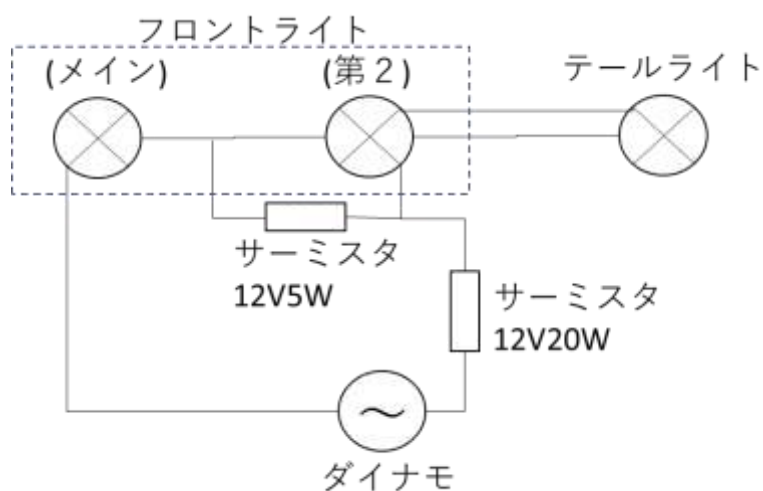 フロントライト
(メイン)
(第2)
テールライト
サーミスタ
12V5W
サーミスタ
12V20W
～
ダイナモ